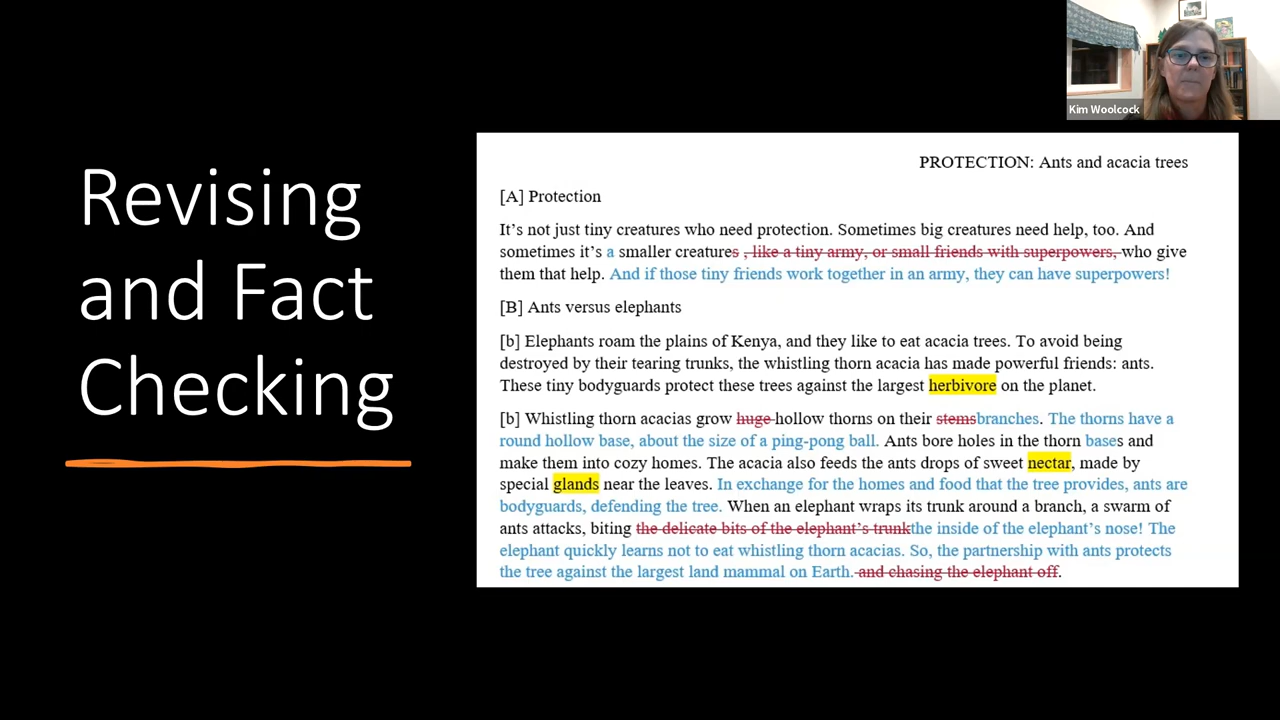 Kim Woolcock
Revising
and Fact
Checking
PROTECTION: Ants and acacia trees
[A] Protection
It's not just tiny creatures who need protection. Sometimes big creatures need help, too. And
sometimes it's a smaller creatures , like a tiny army, or small friends with superpowers, who give
them that help. And if those tiny friends work together in an army, they can have superpowers!
[B] Ants versus elephants
[b] Elephants roam the plains of Kenya, and they like to eat acacia trees. To avoid being
destroyed by their tearing trunks, the whistling thorn acacia has made powerful friends: ants.
These tiny bodyguards protect these trees against the largest herbivore on the planet.
[b] Whistling thorn acacias grow huge hollow thorns on their stemsbranches. The thorns have a
round hollow base, about the size of a ping-pong ball. Ants bore holes in the thorn bases and
make them into cozy homes. The acacia also feeds the ants drops of sweet nectar, made by
special glands near the leaves. In exchange for the homes and food that the tree provides, ants are
bodyguards, defending the tree. When an elephant wraps its trunk around a branch, a swarm of
ants attacks, biting the delicate bits of the elephant's trunkthe inside of the elephant's nose! The
elephant quickly learns not to eat whistling thorn acacias. So, the partnership with ants protects
the tree against the largest land mammal on Earth. and chasing the elephant off.